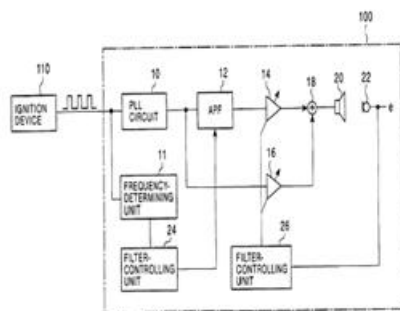 100
110
10
12
14
18
20
22
IGNITION
DEVICE
PLL
CIRCUIT
APF
e
16
11
FREQUENCY-
DETERMINING
UNIT
24
26
FILTER-
CONTROLLING
UNIT
FILTER-
CONTROLLING
UNIT